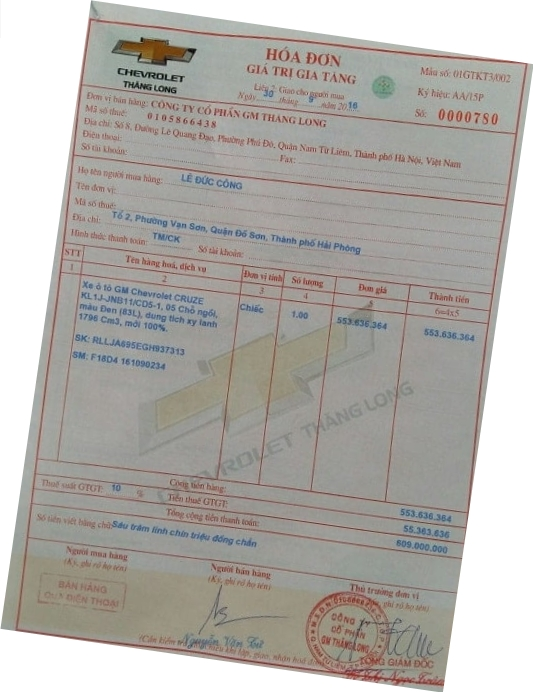 CHEVROLET
THĂNG LONG
HÓA ĐƠN
GIÁ TRỊ GIA TĂNG
Liên 2: Giao cho người mua
Ngày 30 tháng 9 năm 2016
Mẫu số: 01GTKT3/002
Ký hiệu: AA/15P
Số: 0000780
Đơn vị bán hàng: CÔNG TY CỔ PHẦN GM THĂNG LONG
Mã số thuế: 0105866438
Địa chỉ: Số 8, Đường Lê Quang Đạo, Phường Phú Đô, Quận Nam Từ Liêm, Thành phố Hà Nội, Việt Nam
Điện thoại: Fax:
Số tài khoản:
Họ tên người mua hàng: LÊ ĐỨC CÔNG
Tên đơn vị:
Mã số thuế:
Địa chỉ: Tổ 2, Phường Vạn Sơn, Quận Đồ Sơn, Thành phố Hải Phòng
Hình thức thanh toán: TM/CK Số tài khoản:
STT Tên hàng hoá, dịch vụ Đơn vị tính Số lượng Đơn giá Thành tiền
1 2 3 4 5 6=4x5
Xe ô tô GM Chevrolet CRUZE Chiếc 1.00 553.636.364 553.636.364
KL1J-JNB11/CD5-1, 05 Chỗ ngồi,
màu Đen (83L), dung tích xy lanh
1796 Cm3, mới 100%.
SK: RLLJA695EGH937313
SM: F18D4 161090234
CHEVROLET THĂNG LONG
Cộng tiền hàng: 553.636.364
Thuế suất GTGT: 10 % Tiền thuế GTGT: 55.363.636
Tổng cộng tiền thanh toán: 609.000.000
Số tiền viết bằng chữ: Sáu trăm linh chín triệu đồng chẵn
Người mua hàng Người bán hàng Thủ trưởng đơn vị
(Ký, ghi rõ họ tên) (Ký, ghi rõ họ tên) ghi rõ họ tên)
BÁN HÀNG
QUA ĐIỆN THOẠI
CÔNG TY
CỔ PHẦN
GM THĂNG LONG
TỔNG GIÁM ĐỐC
Nguyễn Văn
(Cần kiểm tra, đối chiếu khi lập, giao, nhận hoá đơn)